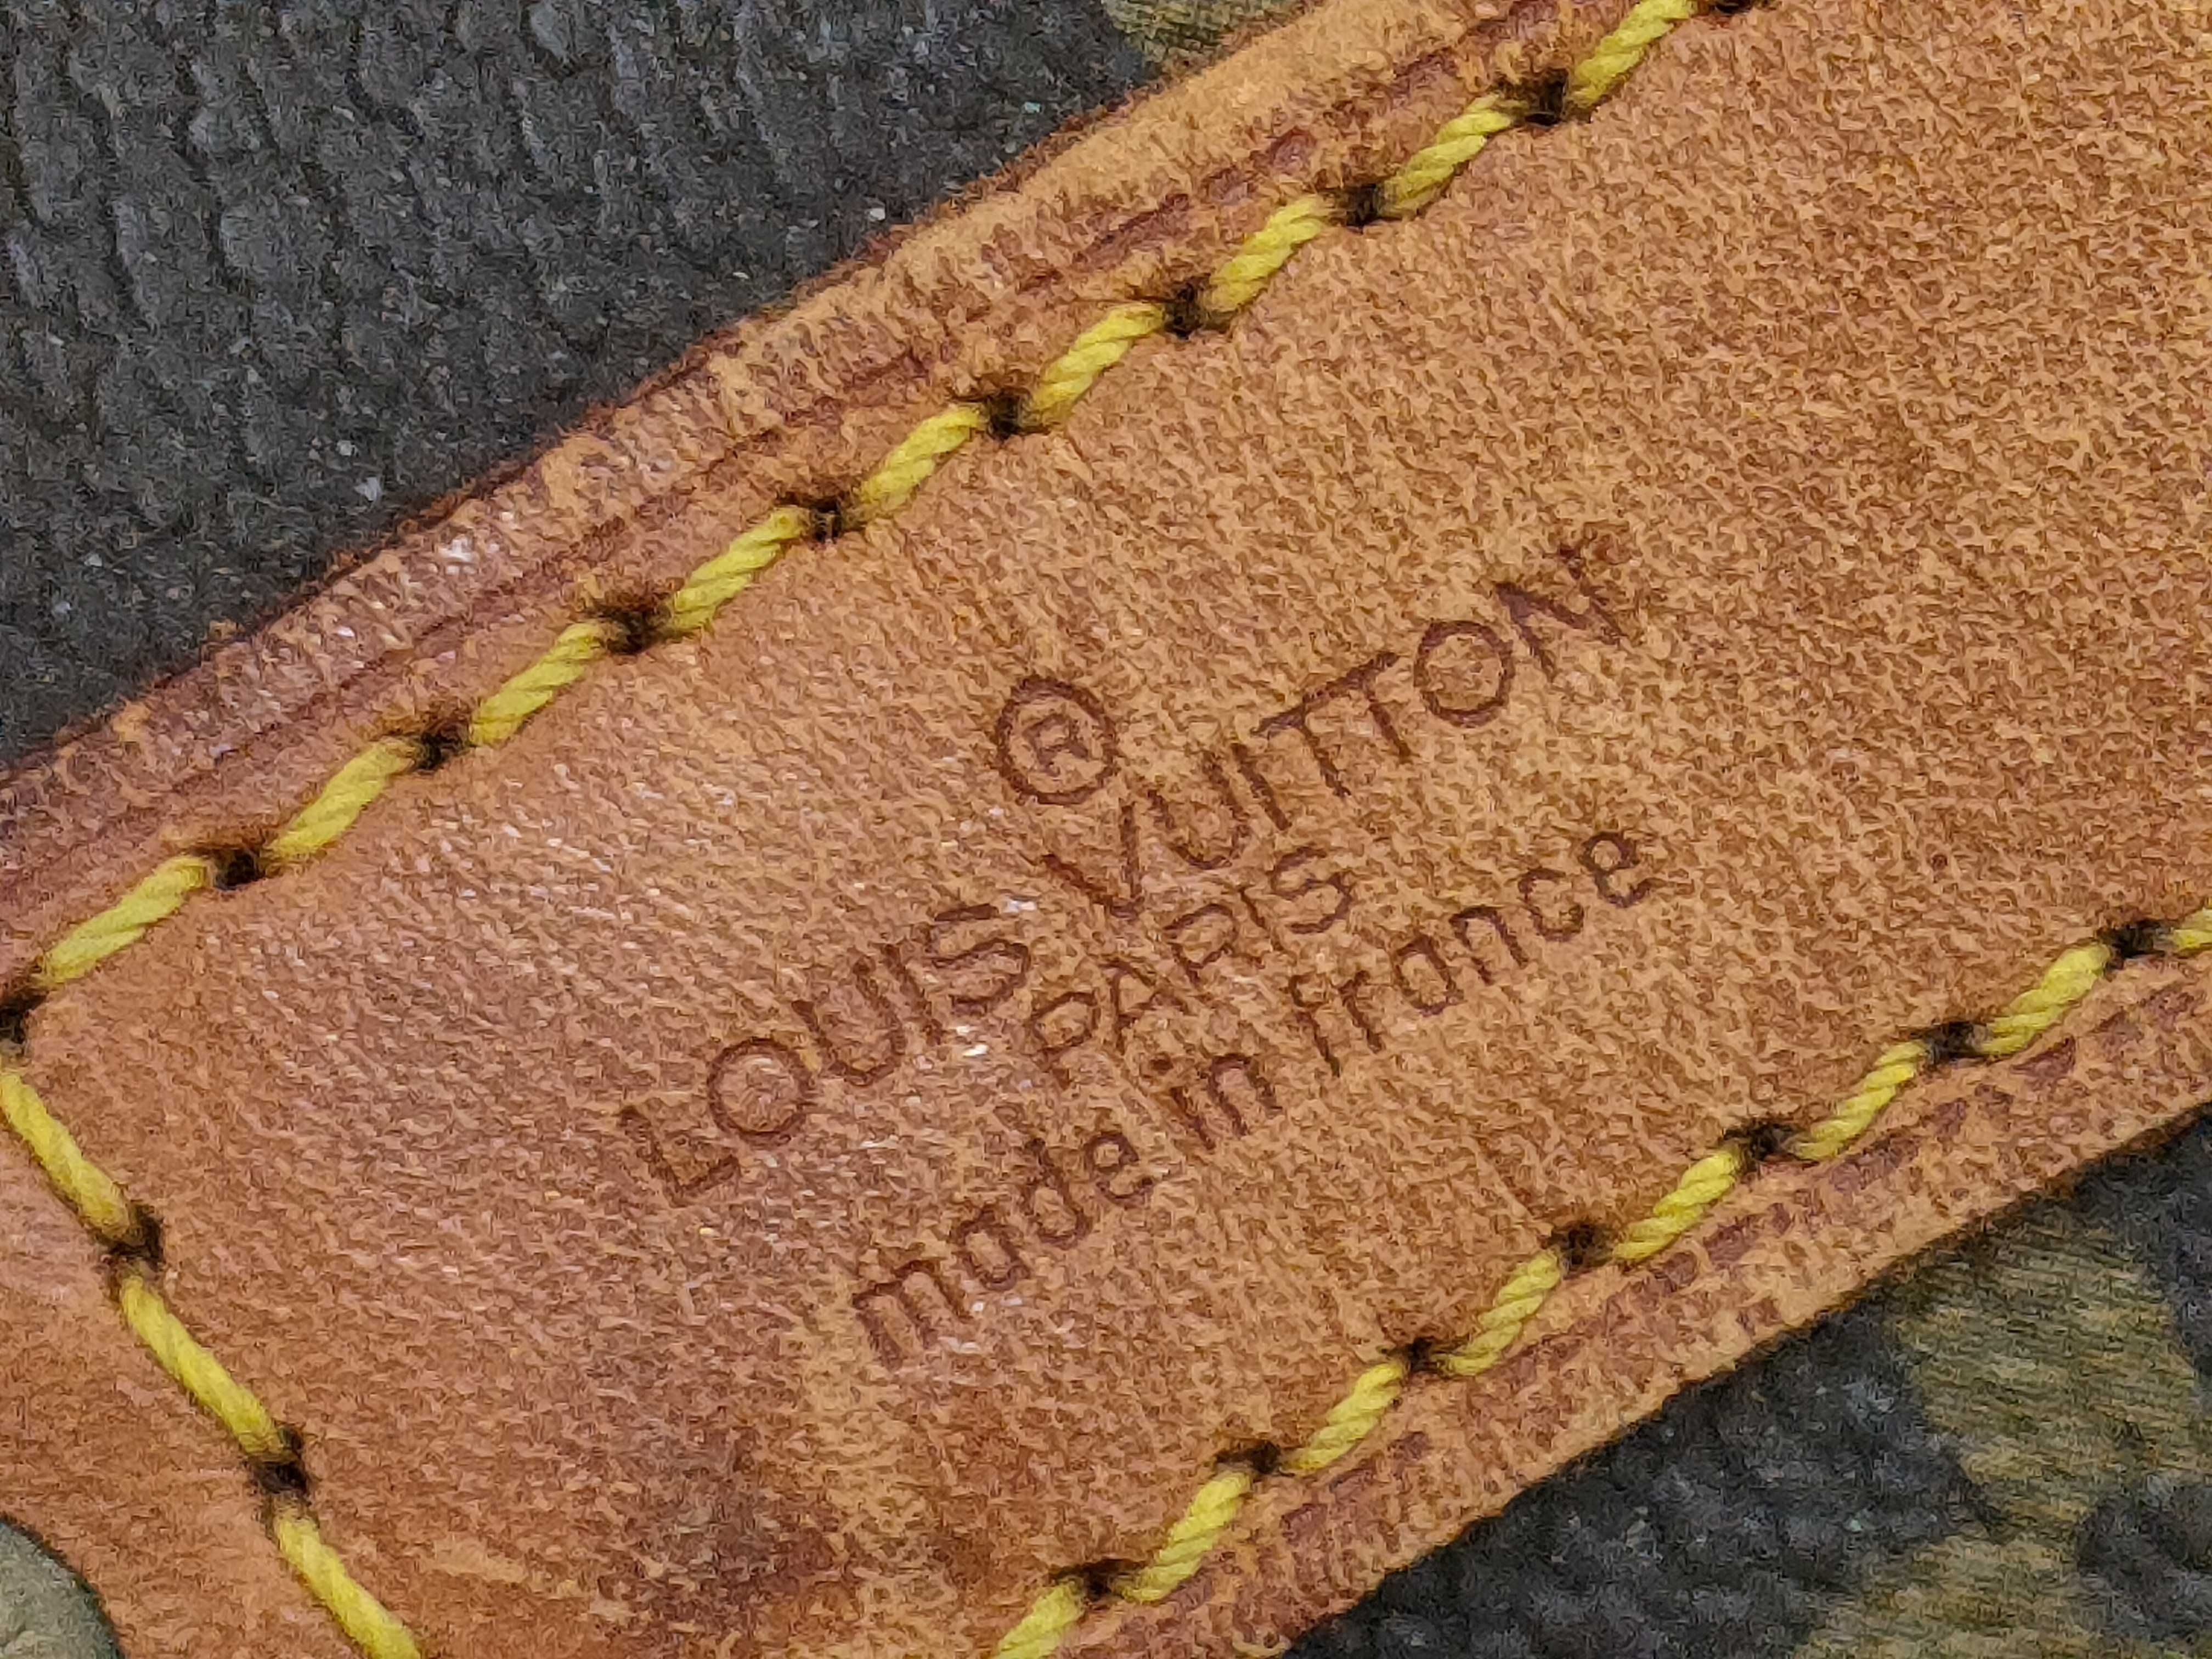 ®
LOUIS VUITTON
PARIS
made in france